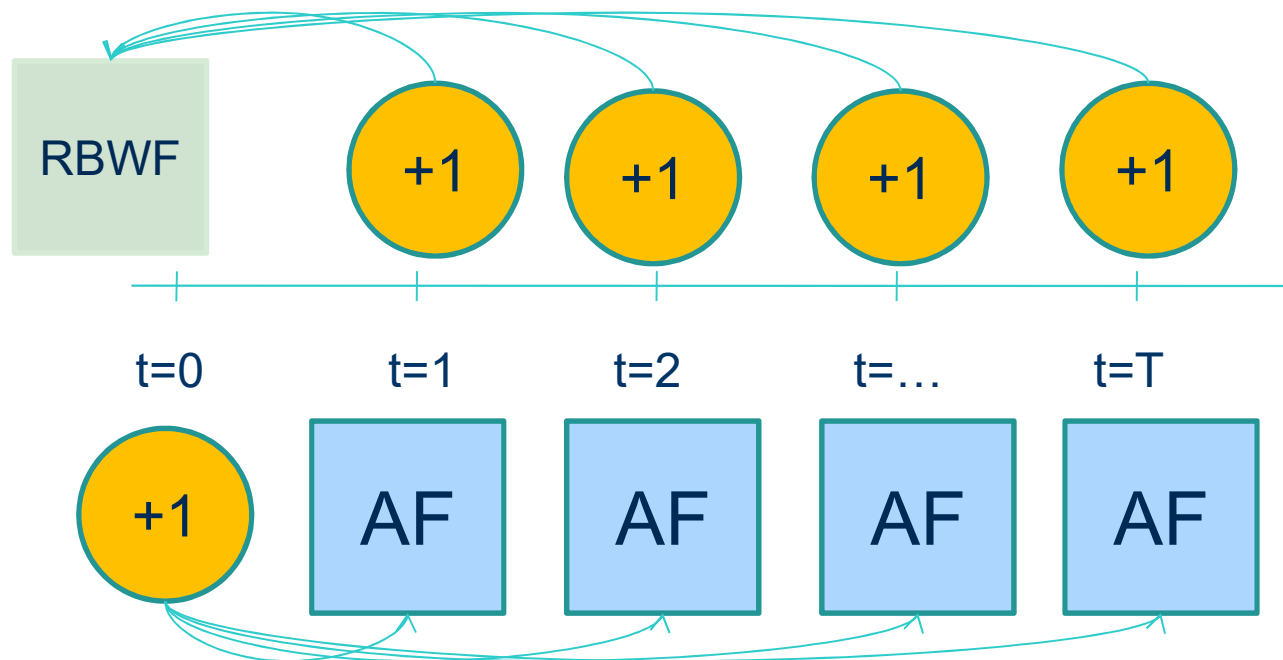 RBWF
+1 +1 +1 +1
t=0 t=1 t=2 t=… t=T
+1 AF AF AF AF